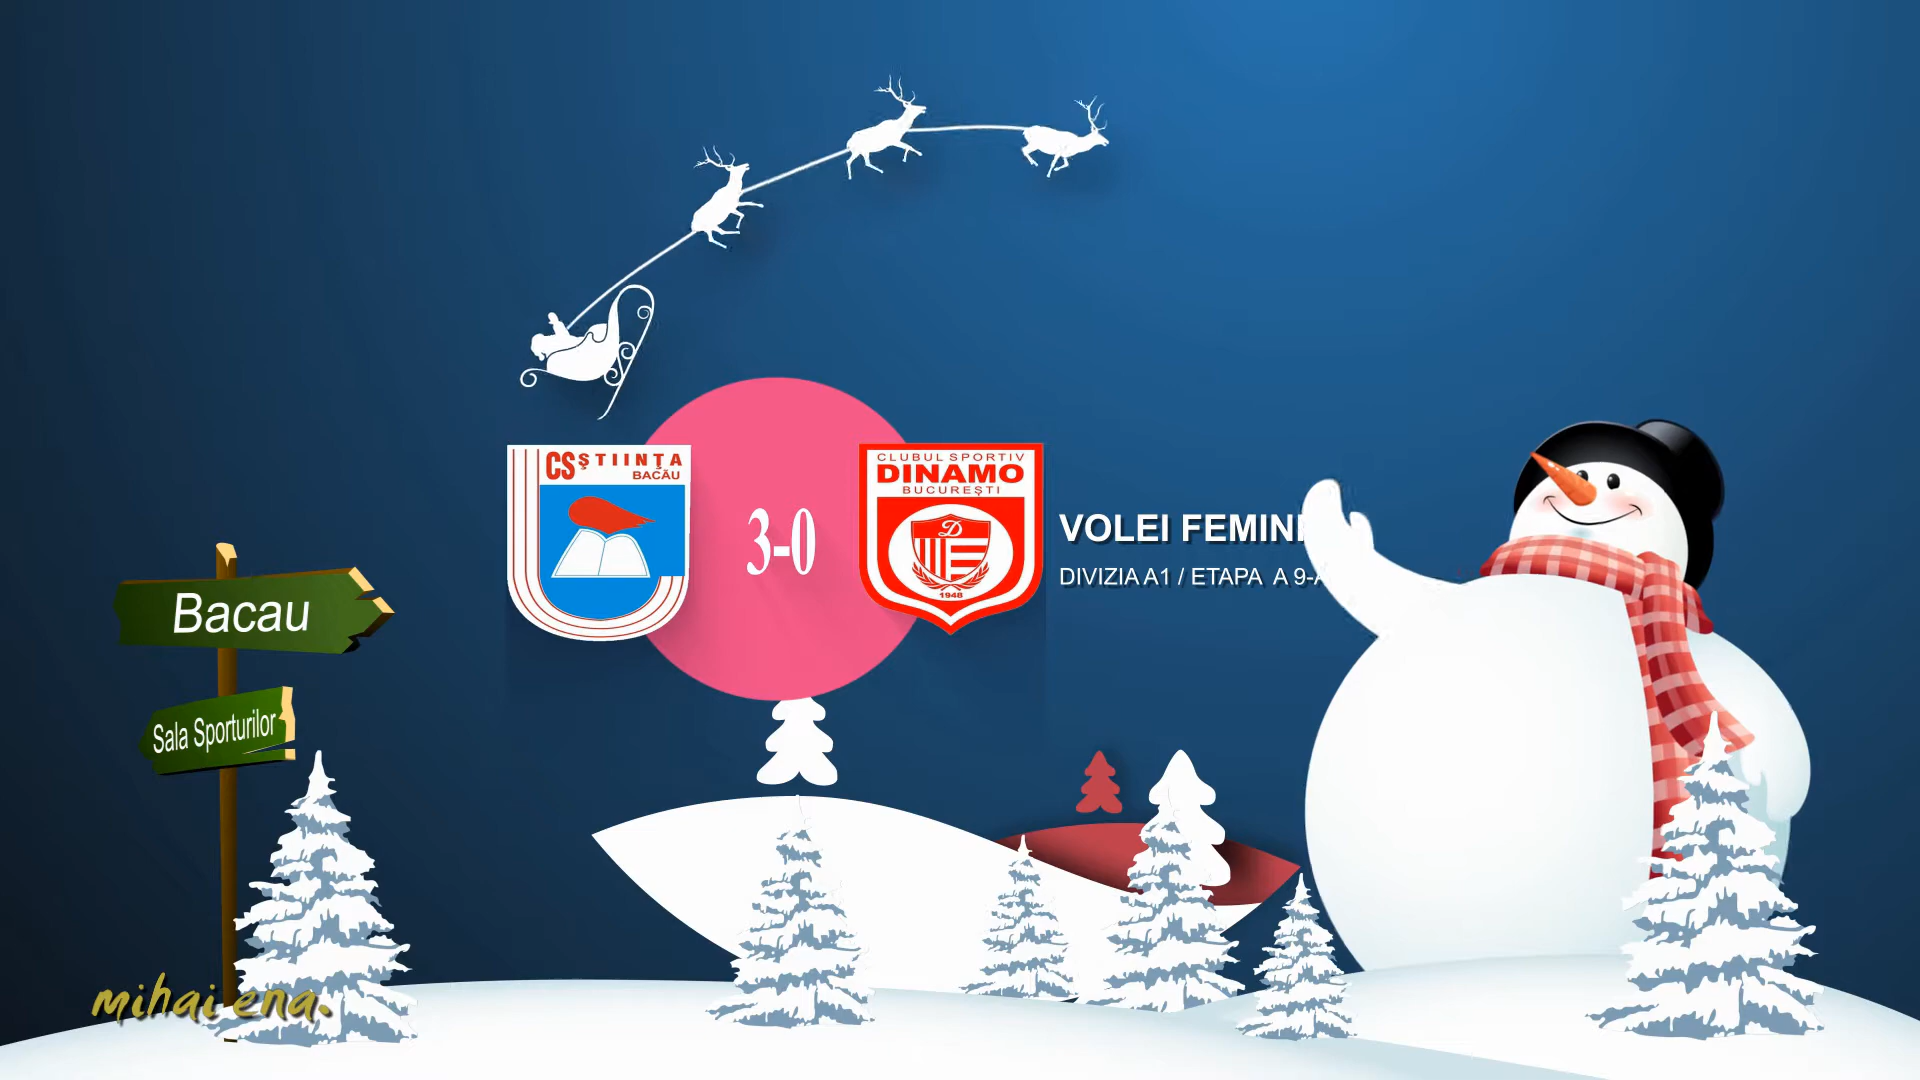 CS ŞTIINŢA
BACĂU
3-0
CLUBUL SPORTIV
DINAMO
BUCUREŞTI
D
1948
VOLEI FEMINI
DIVIZIA A1 / ETAPA A 9-A
Bacau
Sala Sporturilor
mihai ena.